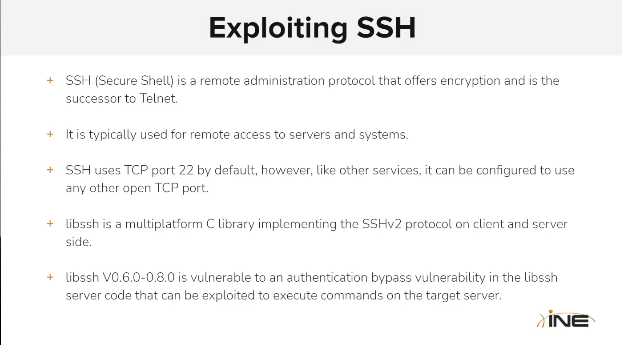 Exploiting SSH
+ SSH (Secure Shell) is a remote administration protocol that offers encryption and is the
successor to Telnet.
+ It is typically used for remote access to servers and systems.
+ SSH uses TCP port 22 by default, however, like other services, it can be configured to use
any other open TCP port.
+ libssh is a multiplatform C library implementing the SSHv2 protocol on client and server
side.
+ libssh V0.6.0-0.8.0 is vulnerable to an authentication bypass vulnerability in the libssh
server code that can be exploited to execute commands on the target server.
INE